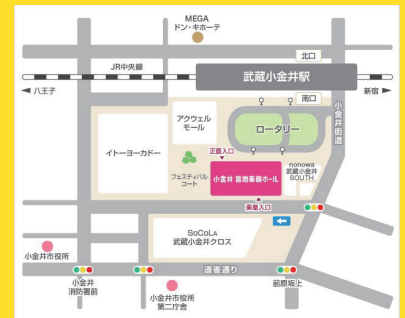 MEGA
ドン・キホーテ
北口
JR中央線
武蔵小金井駅
八王子
新宿
南口
小金井街道
アクウェル
モール
ロータリー
イトーヨーカドー
正面入口
フェスティバル
コート
小金井 宮地楽器ホール
nonowa
武蔵小金井
SOUTH
楽屋入口
SoCoLA
武蔵小金井クロス
小金井市役所
連雀通り
小金井
消防署前
前原坂上
小金井市役所
第二庁舎